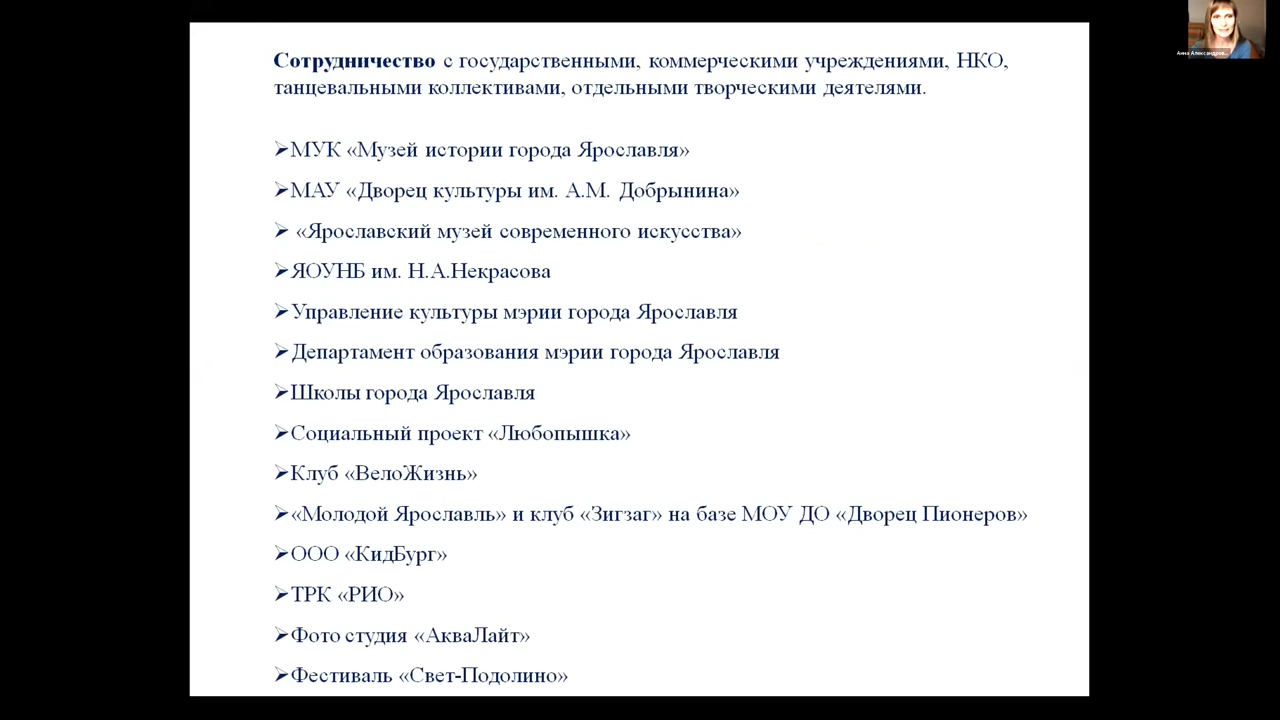 Анна Александров...
Сотрудничество с государственными, коммерческими учреждениями, НКО,
танцевальными коллективами, отдельными творческими деятелями.
➢МУК «Музей истории города Ярославля»
➢МАУ «Дворец культуры им. А.М. Добрынина»
➢ «Ярославский музей современного искусства»
➢ЯОУНБ им. Н.А.Некрасова
➢Управление культуры мэрии города Ярославля
➢Департамент образования мэрии города Ярославля
➢Школы города Ярославля
➢Социальный проект «Любопышка»
➢Клуб «ВелоЖизнь»
➢«Молодой Ярославль» и клуб «Зигзаг» на базе МОУ ДО «Дворец Пионеров»
➢ООО «КидБург»
➢ТРК «РИО»
➢Фото студия «АкваЛайт»
➢Фестиваль «Свет-Подолино»